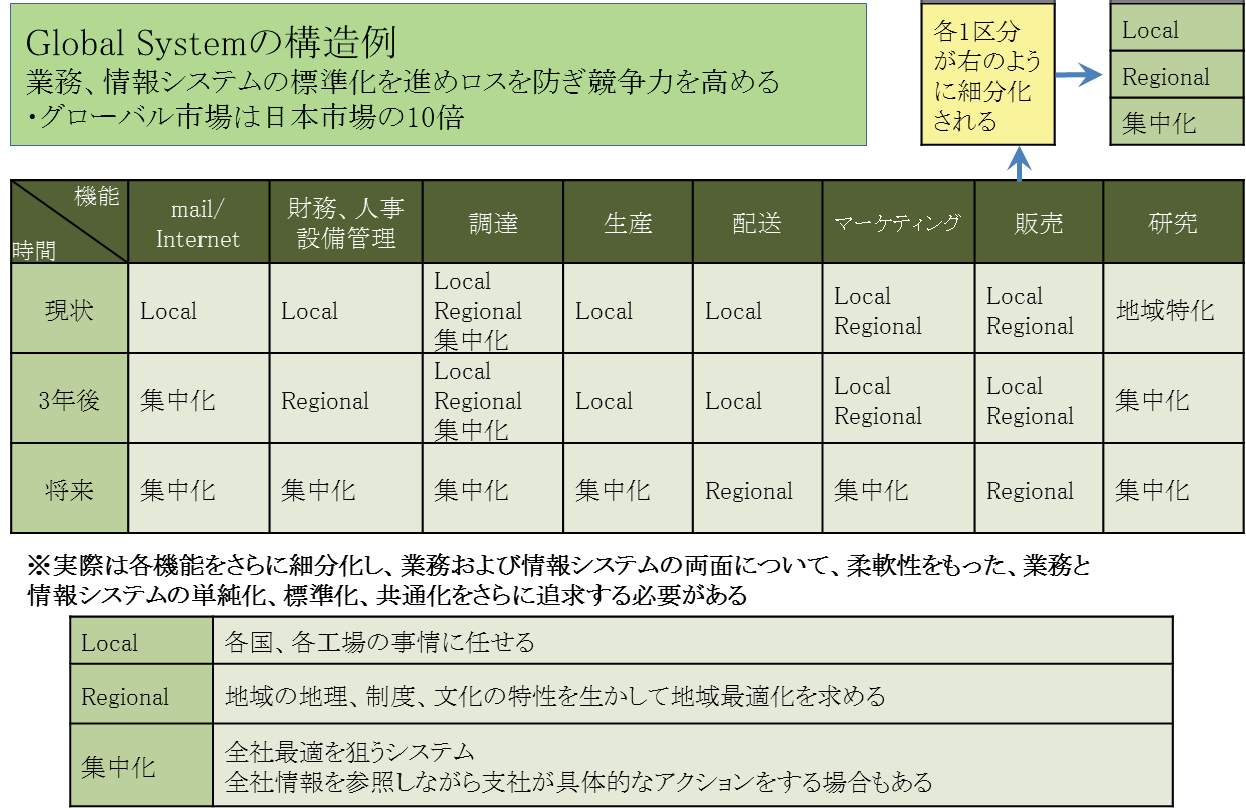 Global Systemの構造例
業務、情報システムの標準化を進めロスを防ぎ競争力を高める
・グローバル市場は日本市場の10倍
各1区分
が右のよう
に細分化
される
Local
Regional
集中化
機能
時間
mail/
Internet
財務、人事
設備管理
調達
生産
配送
マーケティング
販売
研究
現状
Local
Local
Local
Regional
集中化
Local
Local
Local
Regional
Local
Regional
地域特化
3年後
集中化
Regional
Local
Regional
集中化
Local
Local
Local
Regional
Local
Regional
集中化
将来
集中化
集中化
集中化
集中化
Regional
集中化
Regional
集中化
※実際は各機能をさらに細分化し、業務および情報システムの両面について、柔軟性をもった、業務と
情報システムの単純化、標準化、共通化をさらに追求する必要がある
Local
各国、各工場の事情に任せる
Regional
地域の地理、制度、文化の特性を生かして地域最適化を求める
集中化
全社最適を狙うシステム
全社情報を参照しながら支社が具体的なアクションをする場合もある